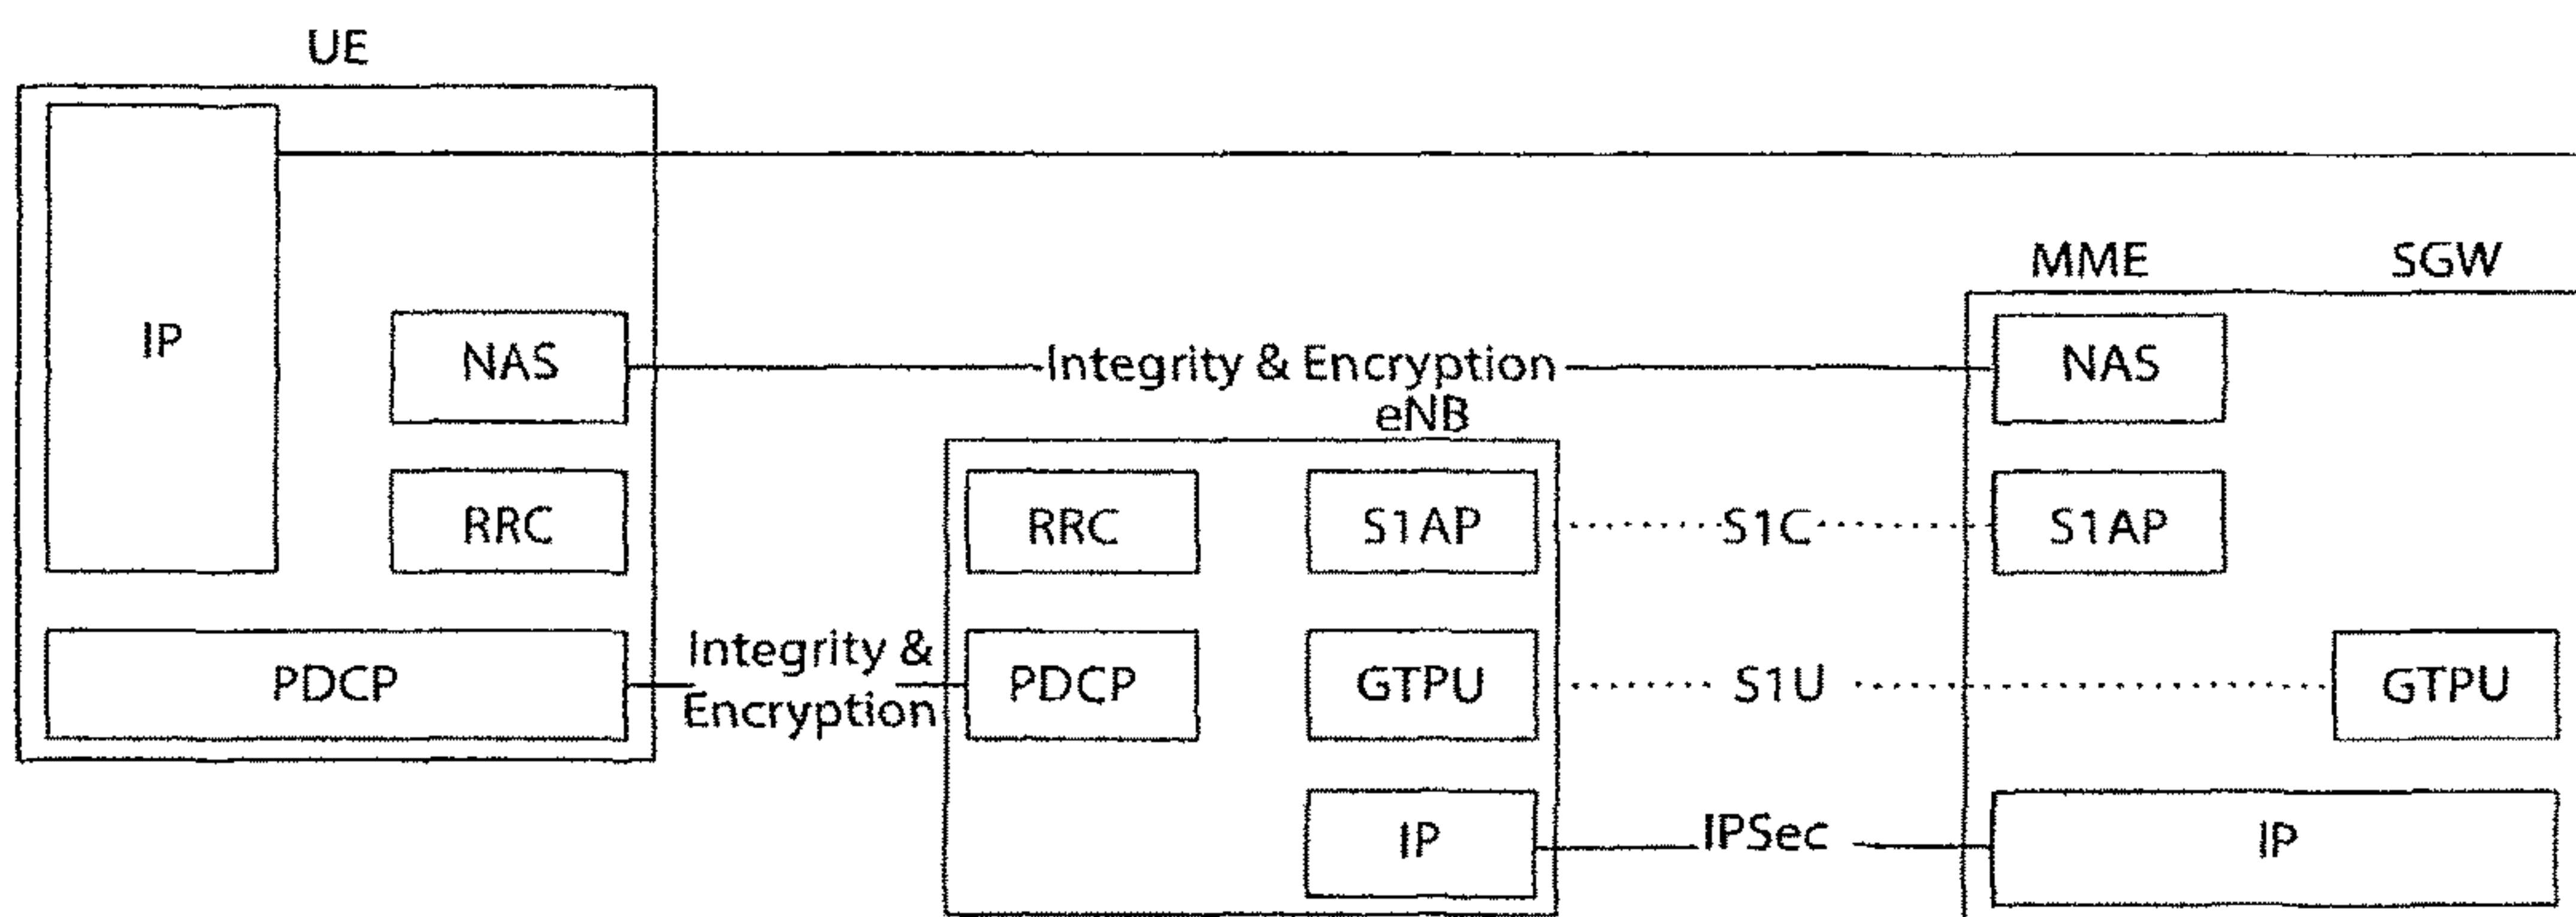 UE
MME SGW
IP
NAS
Integrity & Encryption
NAS
eNB
RRC
RRC
S1AP
S1C
S1AP
PDCP
Integrity &
Encryption
PDCP
GTPU
S1U
GTPU
IP
IPSec
IP